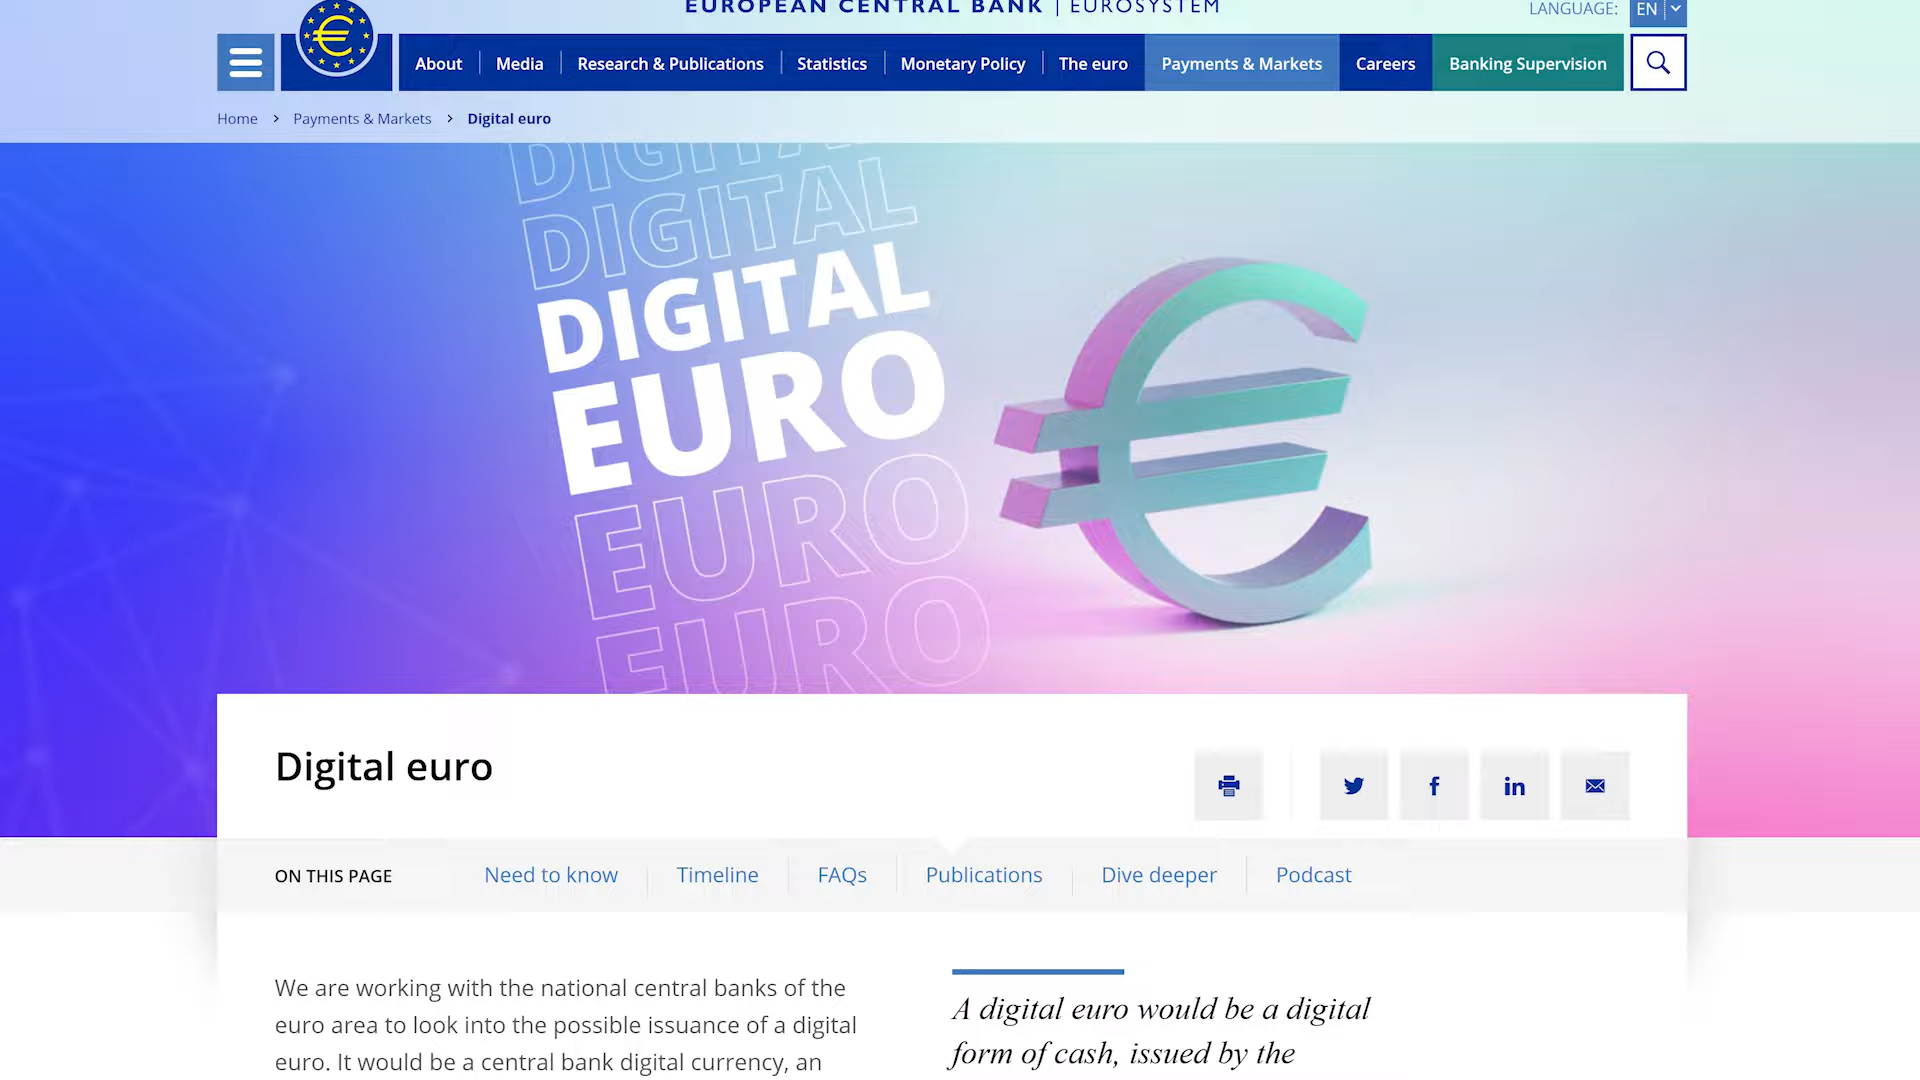 EUROPEAN CENTRAL BANK | EUROSYSTEM
LANGUAGE: EN
About Media Research & Publications Statistics Monetary Policy The euro Payments & Markets Careers Banking Supervision
Home > Payments & Markets > Digital euro
DIGITAL
DIGITAL
DIGITAL
EURO
EURO
EURO
€
Digital euro
ON THIS PAGE Need to know Timeline FAQs Publications Dive deeper Podcast
We are working with the national central banks of the
euro area to look into the possible issuance of a digital
euro. It would be a central bank digital currency, an
A digital euro would be a digital
form of cash, issued by the